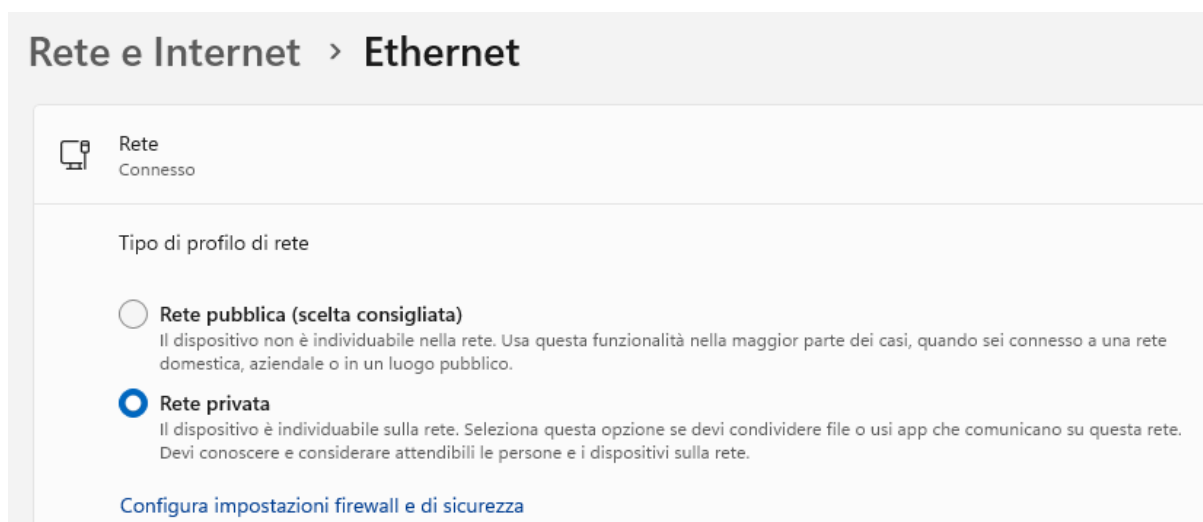 Rete e Internet > Ethernet
Rete
Connesso
Tipo di profilo di rete
Rete pubblica (scelta consigliata)
Il dispositivo non è individuabile nella rete. Usa questa funzionalità nella maggior parte dei casi, quando sei connesso a una rete
domestica, aziendale o in un luogo pubblico.
Rete privata
Il dispositivo è individuabile sulla rete. Seleziona questa opzione se devi condividere file o usi app che comunicano su questa rete.
Devi conoscere e considerare attendibili le persone e i dispositivi sulla rete.
Configura impostazioni firewall e di sicurezza